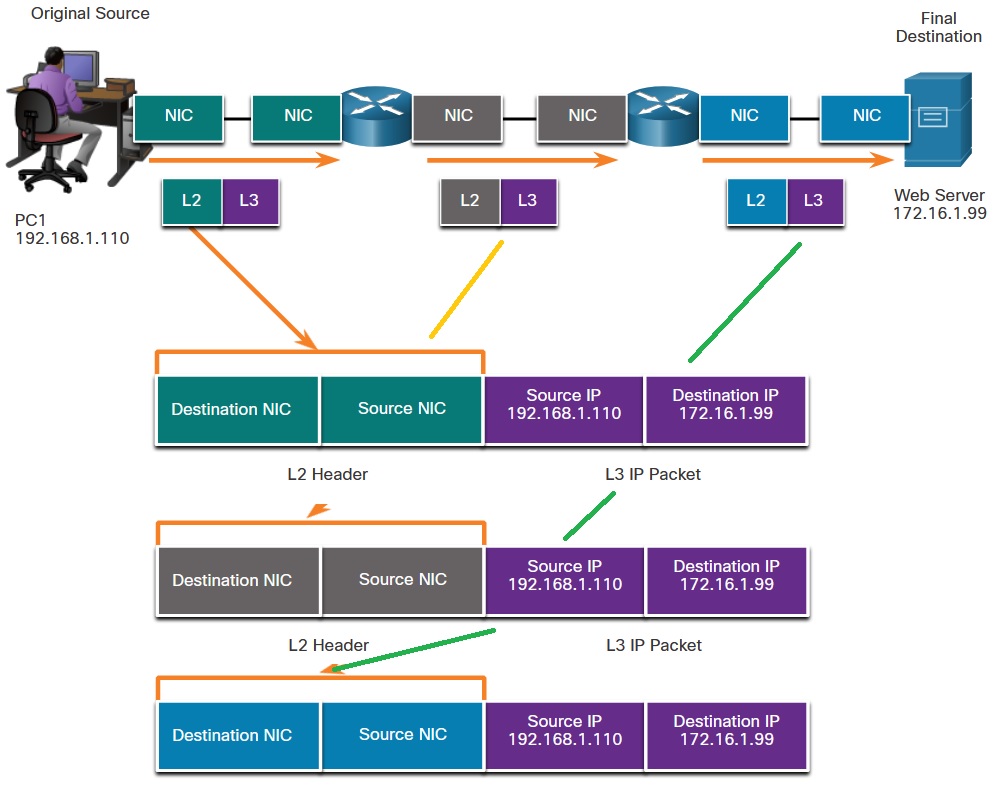 Original Source
Final
Destination
NIC
NIC
NIC
NIC
NIC
NIC
L2
L3
L2
L3
L2
L3
PC1
192.168.1.110
Web Server
172.16.1.99
Destination NIC
Source NIC
Source IP
192.168.1.110
Destination IP
172.16.1.99
L2 Header
L3 IP Packet
Destination NIC
Source NIC
Source IP
192.168.1.110
Destination IP
172.16.1.99
L2 Header
L3 IP Packet
Destination NIC
Source NIC
Source IP
192.168.1.110
Destination IP
172.16.1.99